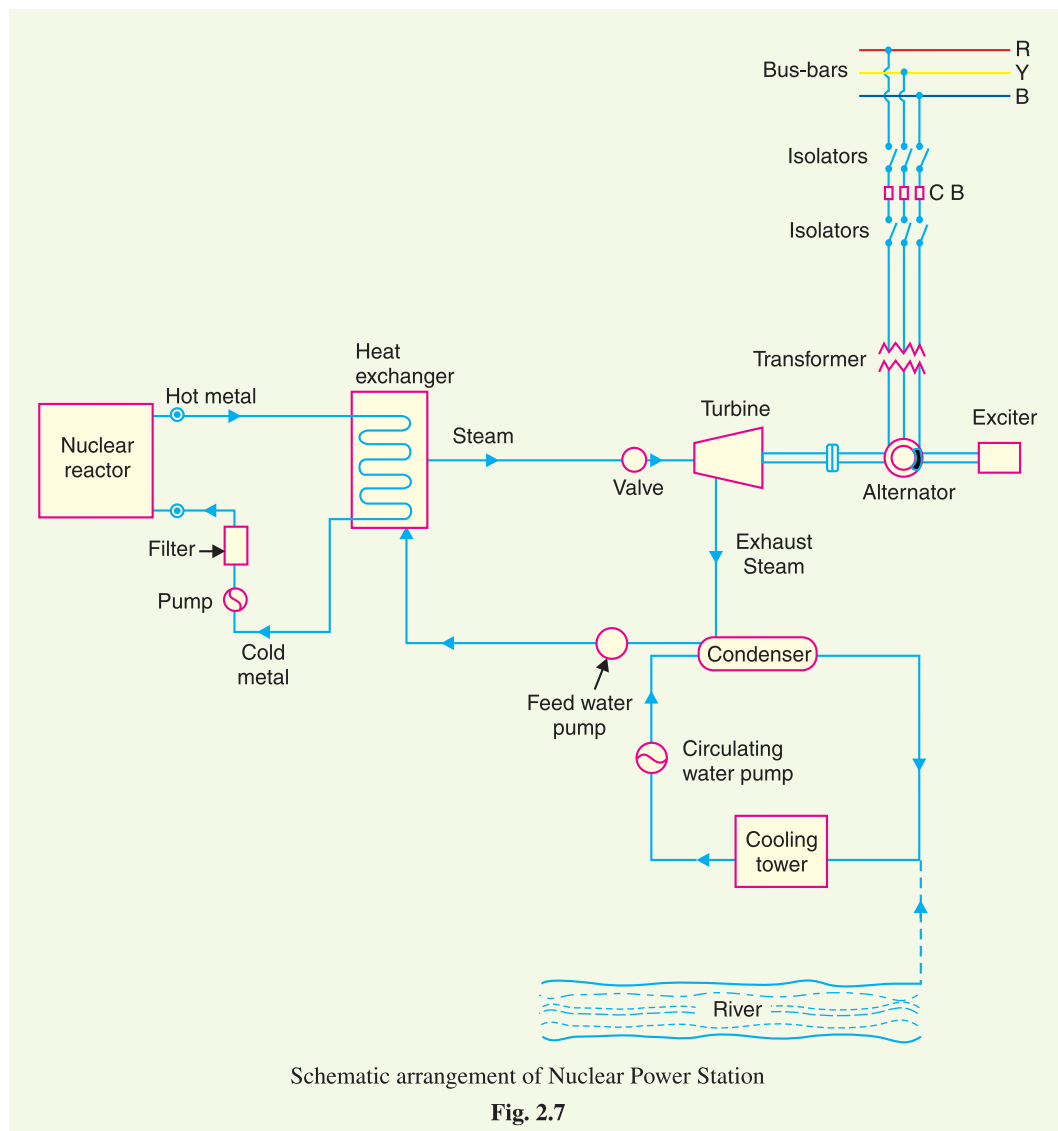 R
Bus-bars
Y
B
Isolators
C B
Isolators
Transformer
Heat
exchanger
Hot metal
Turbine
Exciter
Nuclear
reactor
Steam
Valve
Alternator
Filter
Exhaust
Steam
Pump
Cold
metal
Condenser
Feed water
pump
Circulating
water pump
Cooling
tower
River
Schematic arrangement of Nuclear Power Station
Fig. 2.7